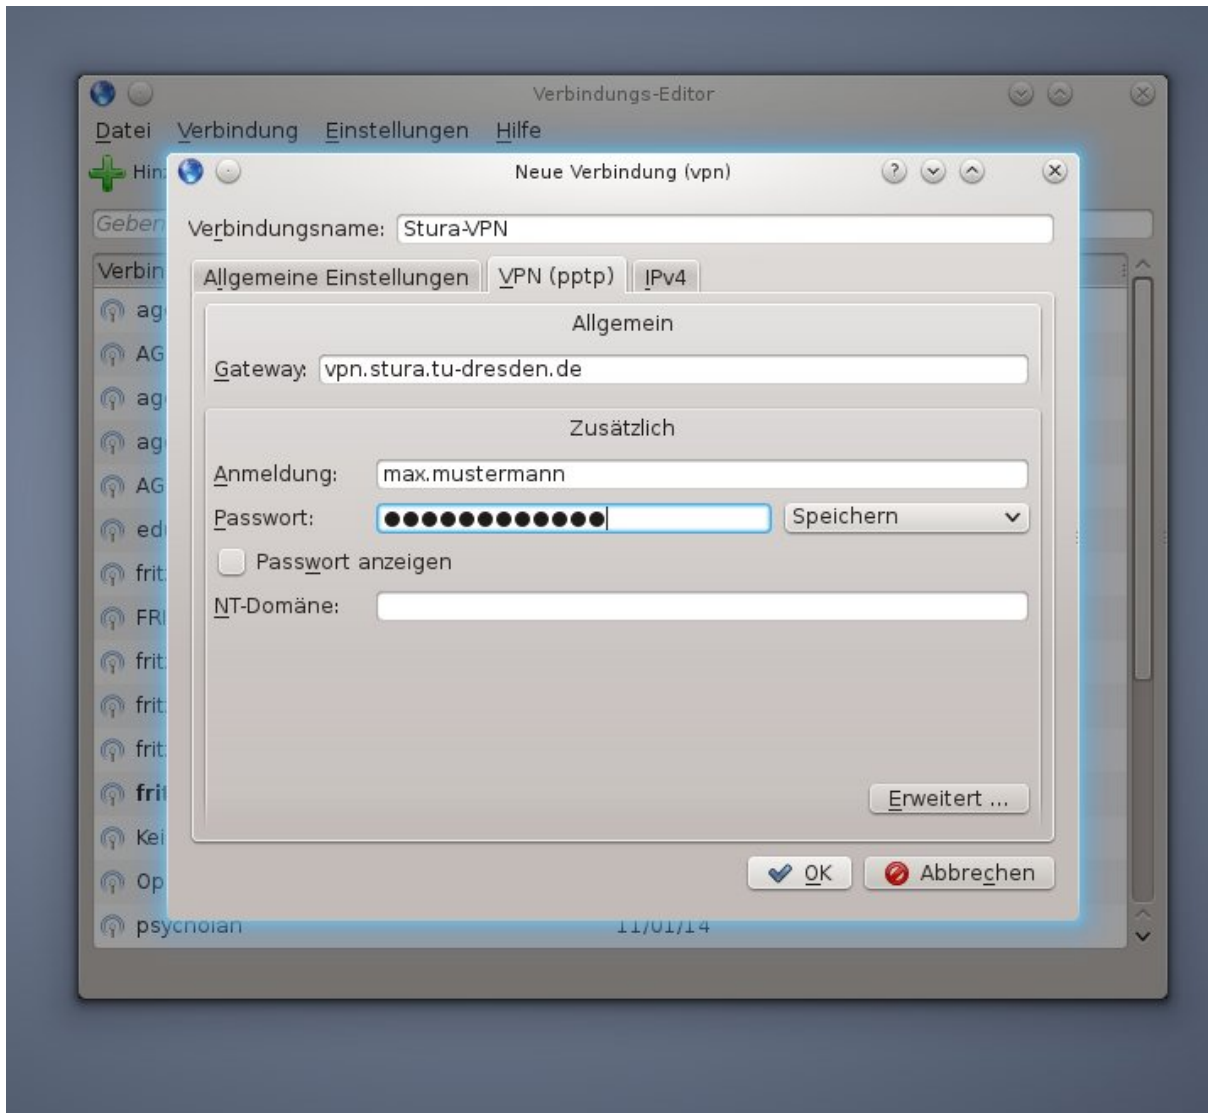 Verbindungs-Editor
Datei Verbindung Einstellungen Hilfe
Neue Verbindung (vpn)
Verbindungsname: Stura-VPN
Allgemeine Einstellungen VPN (pptp) IPv4
Allgemein
Gateway: vpn.stura.tu-dresden.de
Zusätzlich
Anmeldung: max.mustermann
Passwort: ●●●●●●●●●●●● Speichern
Passwort anzeigen
NT-Domäne:
Erweitert ...
OK Abbrechen
psycholan 11/01/14